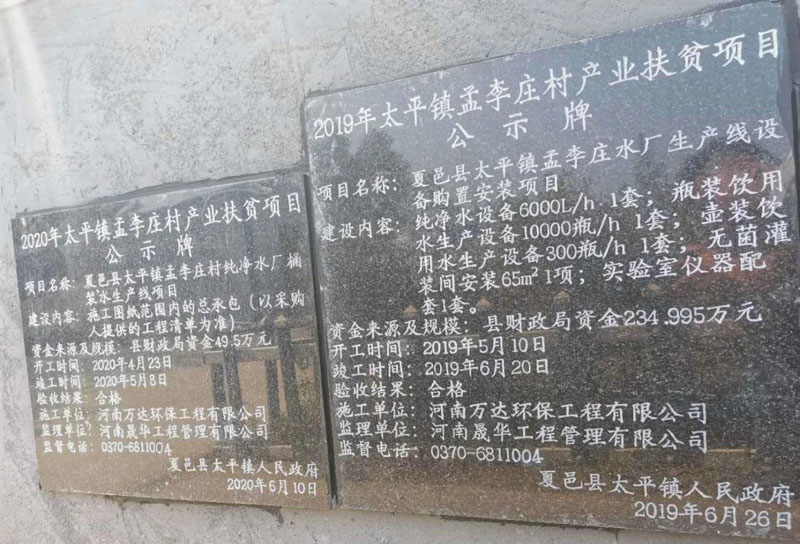 2020年太平镇孟李庄村产业扶贫项目
公示牌
项目名称：夏邑县太平镇孟李庄村纯净水厂桶
装水生产线项目
建设内容：施工图纸范围内的总承包（以采购
人提供的工程清单为准）
资金来源及规模：县财政局资金49.5万元
开工时间：2020年4月23日
竣工时间：2020年5月8日
验收结果：合格
施工单位：河南万达环保工程有限公司
监理单位：河南晟华工程管理有限公司
监督电话：0370-6811004
夏邑县太平镇人民政府
2020年6月10日
2019年太平镇孟李庄村产业扶贫项目
公示牌
项目名称：夏邑县太平镇孟李庄水厂生产线设
备购置安装项目
建设内容：纯净水设备6000L/h 1套；瓶装饮用
水生产设备10000瓶/h 1套；壶装饮
用水生产设备300瓶/h 1套；无菌灌
装间安装65m² 1项；实验室仪器配
套1套。
资金来源及规模：县财政局资金234.995万元
开工时间：2019年5月10日
竣工时间：2019年6月20日
验收结果：合格
施工单位：河南万达环保工程有限公司
监理单位：河南晟华工程管理有限公司
监督电话：0370-6811004
夏邑县太平镇人民政府
2019年6月26日